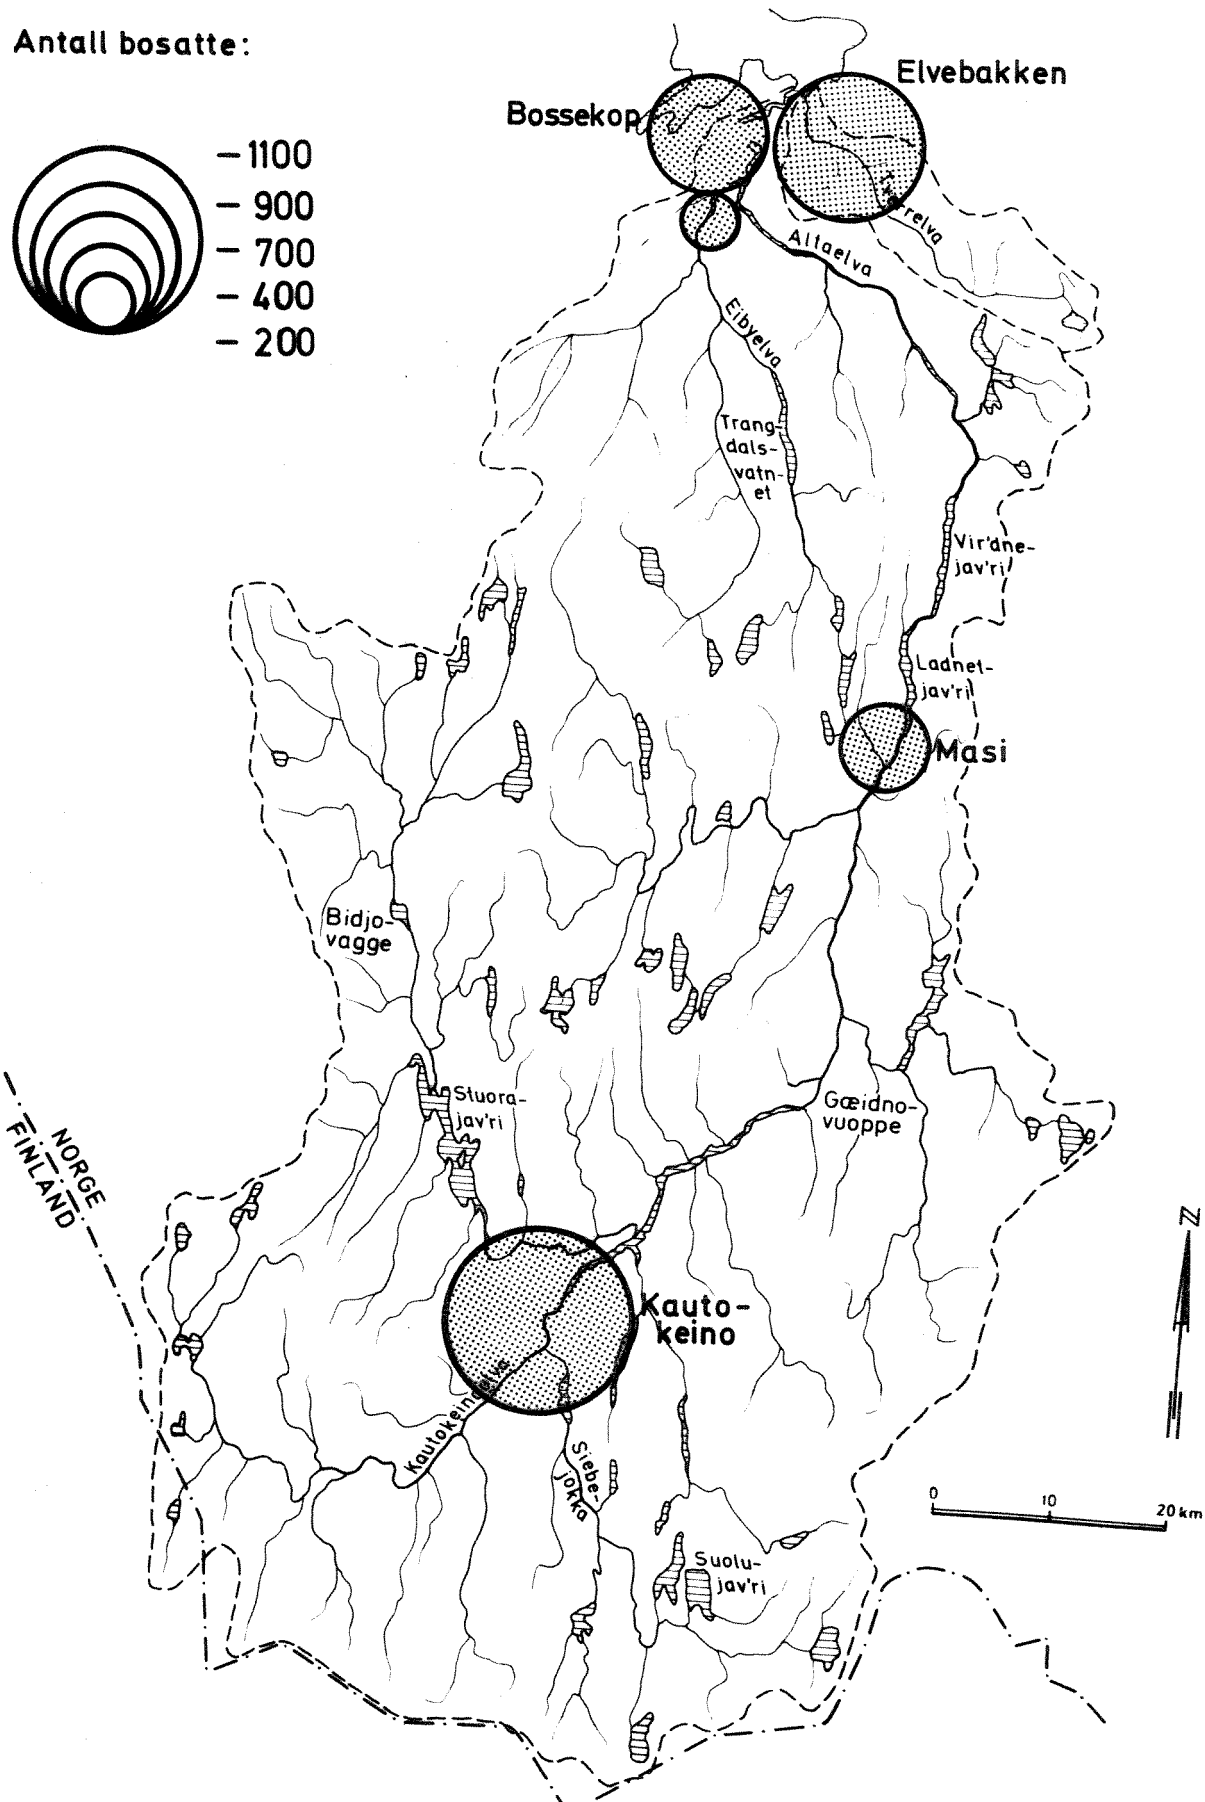 Antall bosatte:
- 1100
- 900
- 700
- 400
- 200
Elvebakken
Bossekop
Tverrelva
Altaelva
Eibyelva
Trang-
dals-
vatn-
et
Vir'dne-
jav'ri
Ladnet-
jav'ri
Masi
Bidjo-
vagge
Stuora-
jav'ri
Gæidno-
vuoppe
NORGE
FINLAND
Kauto-
keino
Kautokeinoelva
Siebe-
jokka
Suolu-
jav'ri
N
0 10 20 km